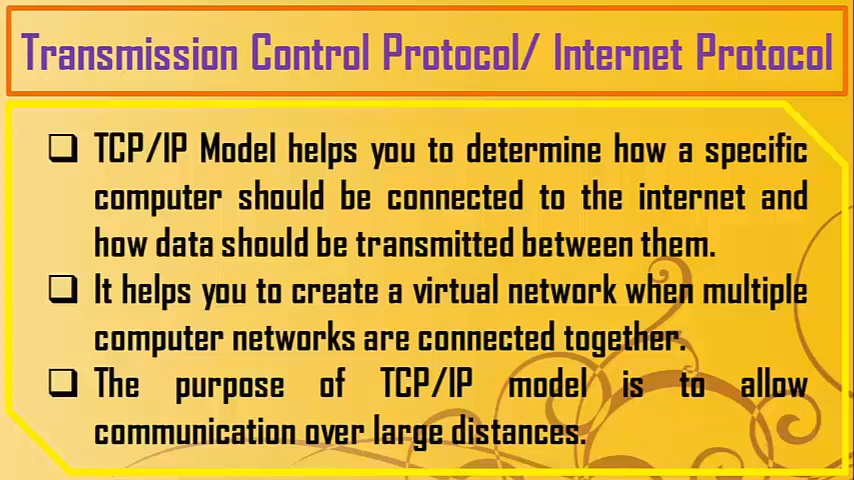 Transmission Control Protocol/ Internet Protocol
TCP/IP Model helps you to determine how a specific
computer should be connected to the internet and
how data should be transmitted between them.
It helps you to create a virtual network when multiple
computer networks are connected together.
The purpose of TCP/IP model is to allow
communication over large distances.